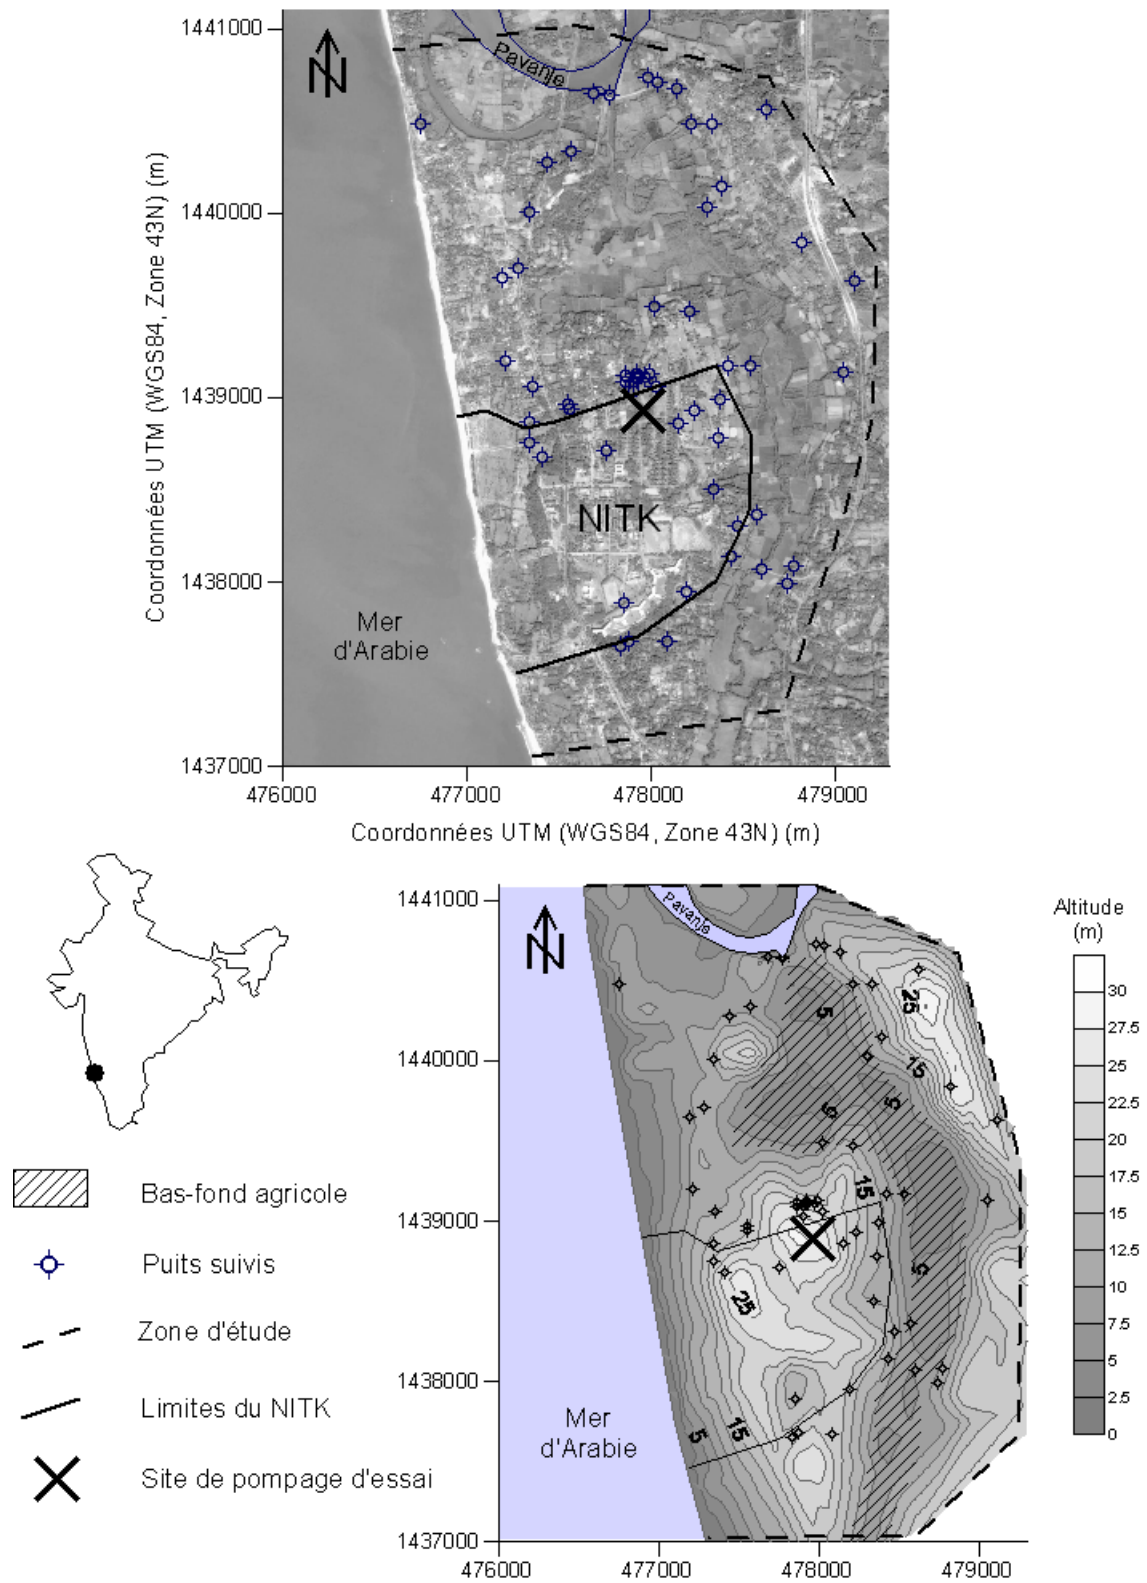 1441000
1440000
1439000
1438000
1437000
Coordonnées UTM (WGS84, Zone 43N) (m)
N
Pavanje
NITK
Mer
d'Arabie
476000
477000
478000
479000
Coordonnées UTM (WGS84, Zone 43N) (m)
Bas-fond agricole
Puits suivis
Zone d'étude
Limites du NITK
Site de pompage d'essai
1441000
1440000
1439000
1438000
1437000
N
Pavanje
5
25
15
5
5
15
5
25
15
5
Mer
d'Arabie
476000
477000
478000
479000
Altitude
(m)
30
27.5
25
22.5
20
17.5
15
12.5
10
7.5
5
2.5
0